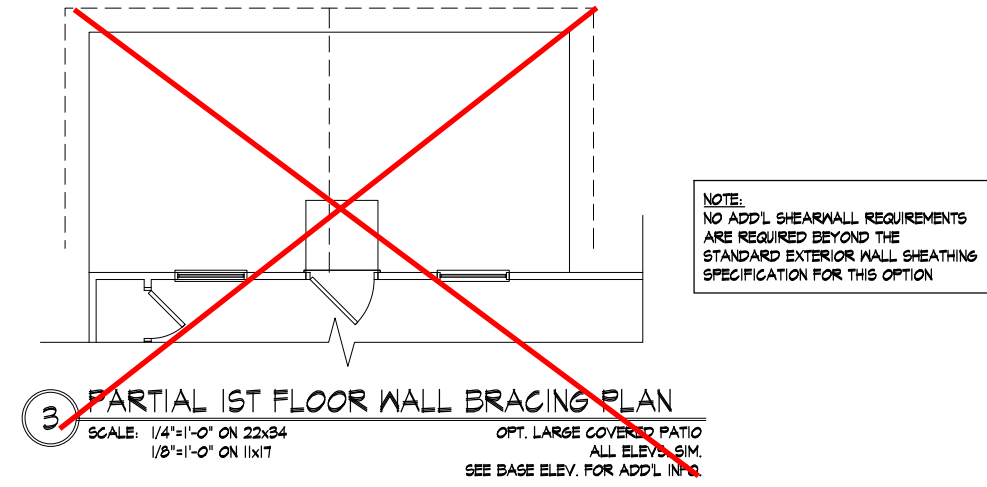 NOTE:
NO ADD'L SHEARWALL REQUIREMENTS
ARE REQUIRED BEYOND THE
STANDARD EXTERIOR WALL SHEATHING
SPECIFICATION FOR THIS OPTION
3
PARTIAL 1ST FLOOR WALL BRACING PLAN
SCALE: 1/4"=1'-0" ON 22x34
1/8"=1'-0" ON 11x17
OPT. LARGE COVERED PATIO
ALL ELEVS. SIM.
SEE BASE ELEV. FOR ADD'L INFO.